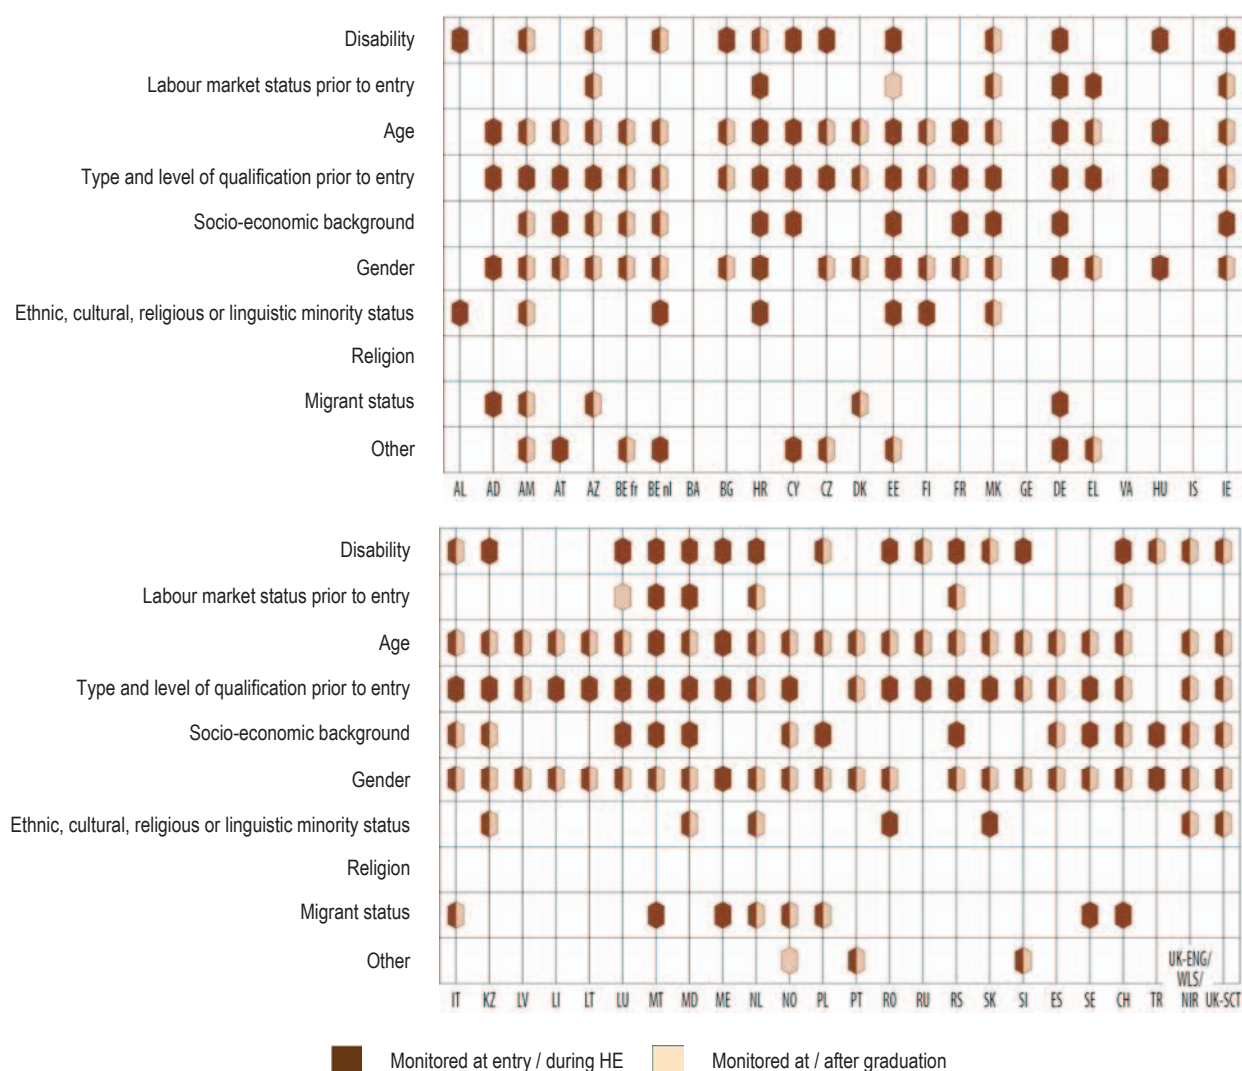 Disability
Labour market status prior to entry
Age
Type and level of qualification prior to entry
Socio-economic background
Gender
Ethnic, cultural, religious or linguistic minority status
Religion
Migrant status
Other
AL AD AM AT AZ BE fr BE nl BA BG HR CY CZ DK EE FI FR MK GE DE EL VA HU IS IE
Disability
Labour market status prior to entry
Age
Type and level of qualification prior to entry
Socio-economic background
Gender
Ethnic, cultural, religious or linguistic minority status
Religion
Migrant status
Other
UK-ENG/
WLS/
IT KZ LV LI LT LU MT MD ME NL NO PL PT RO RU RS SK SI ES SE CH TR NIR UK-SCT
Monitored at entry / during HE Monitored at / after graduation